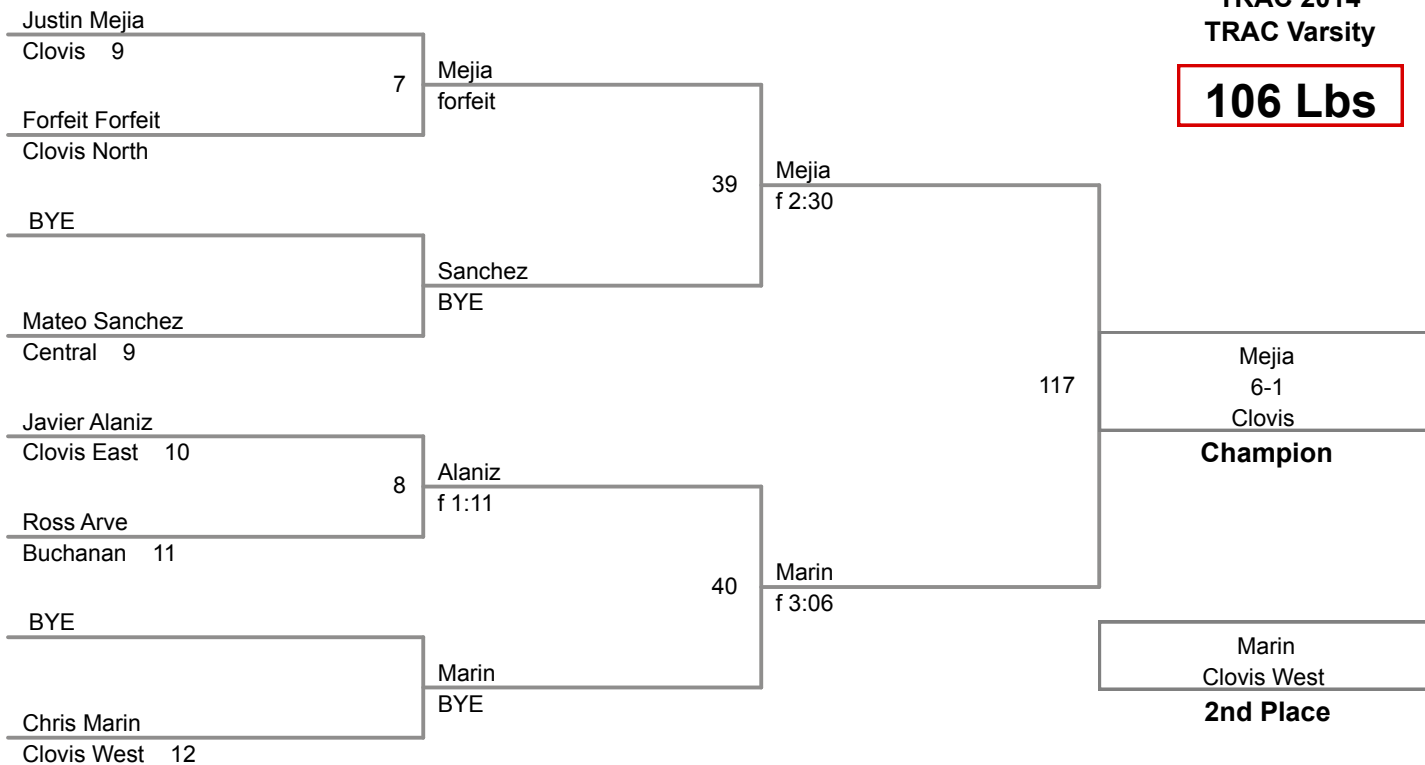 TRAC 2014
TRAC Varsity
106 Lbs
Justin Mejia
Clovis 9
7
Forfeit Forfeit
Clovis North
Mejia
forfeit
BYE
Mateo Sanchez
Central 9
Sanchez
BYE
39
Mejia
f 2:30
Javier Alaniz
Clovis East 10
8
Ross Arve
Buchanan 11
Alaniz
f 1:11
BYE
Chris Marin
Clovis West 12
Marin
BYE
40
Marin
f 3:06
117
Mejia
6-1
Clovis
Champion
Marin
Clovis West
2nd Place